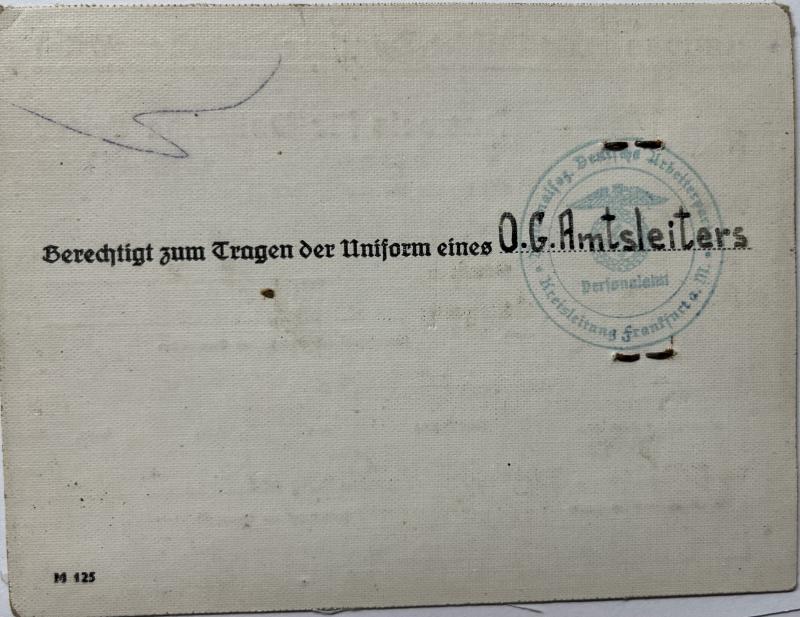 Nationalsoz. Deutsche Arbeiterpartei
Berechtigt zum Tragen der Uniform eines O.G.Amtsleiters
Personalamt
Kreisleitung Frankfurt a. M.
M 125